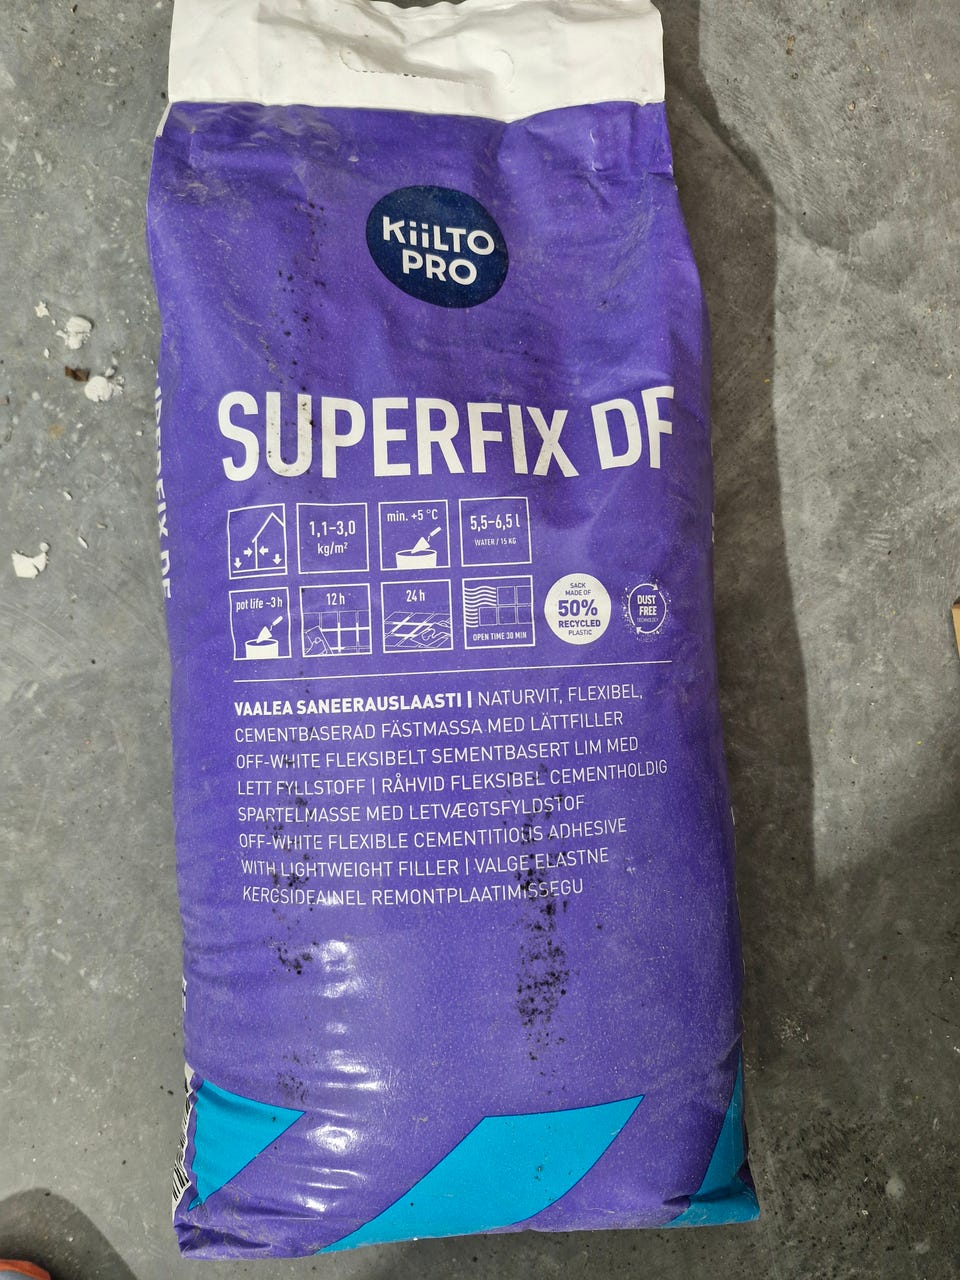 KiiLTO
PRO
SUPERFIX DF
1,1–3,0
kg/m²
min. +5 °C
5,5–6,5 l
WATER / 15 KG
pot life ~3 h
12 h
24 h
OPEN TIME 30 MIN
SACK
MADE OF
50%
RECYCLED
PLASTIC
DUST
FREE
TECHNOLOGY
VAALEA SANEERAUSLAASTI | NATURVIT, FLEXIBEL,
CEMENTBASERAD FÄSTMASSA MED LÄTTFILLER
OFF-WHITE FLEKSIBELT SEMENTBASERT LIM MED
LETT FYLLSTOFF | RÅHVID FLEKSIBEL CEMENTHOLDIG
SPARTELMASSE MED LETVÆGTSFYLDSTOF
OFF-WHITE FLEXIBLE CEMENTITIOUS ADHESIVE
WITH LIGHTWEIGHT FILLER | VALGE ELASTNE
KERGSIDEAINEL REMONTPLAATIMISSEGU